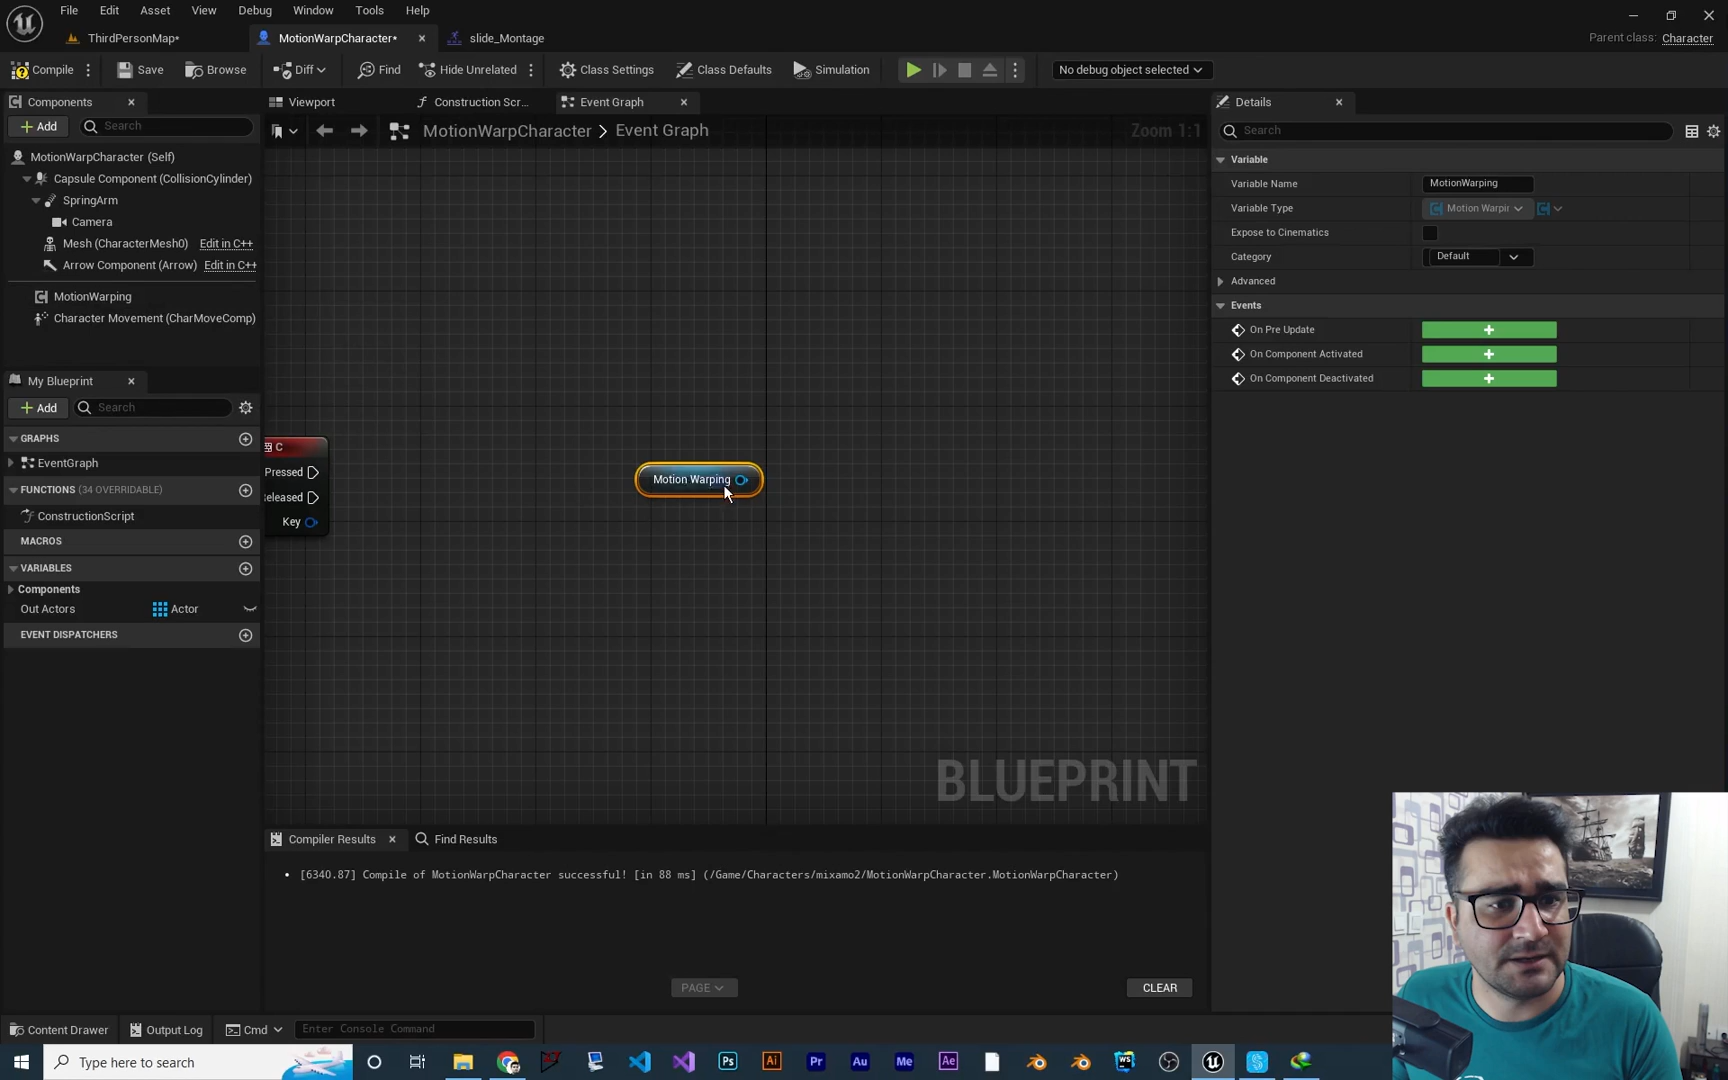 File Edit Asset View Debug Window Tools Help
ThirdPersonMap* MotionWarpCharacter* slide_Montage Parent class: Character
Compile Save Browse Diff Find Hide Unrelated Class Settings Class Defaults Simulation No debug object selected
Components
Add Search
MotionWarpCharacter (Self)
Capsule Component (CollisionCylinder)
SpringArm
Camera
Mesh (CharacterMesh0) Edit in C++
Arrow Component (Arrow) Edit in C++
MotionWarping
Character Movement (CharMoveComp)
My Blueprint
Add Search
GRAPHS
EventGraph
FUNCTIONS (34 OVERRIDABLE)
ConstructionScript
MACROS
VARIABLES
Components
Out Actors Actor
EVENT DISPATCHERS
Viewport Construction Scr... Event Graph
MotionWarpCharacter > Event Graph Zoom 1:1
C
Pressed
eleased
Key
Motion Warping
BLUEPRINT
Compiler Results Find Results
• [6340.87] Compile of MotionWarpCharacter successful! [in 88 ms] (/Game/Characters/mixamo2/MotionWarpCharacter.MotionWarpCharacter)
PAGE CLEAR
Details
Search
Variable
Variable Name MotionWarping
Variable Type Motion Warpir
Expose to Cinematics
Category Default
Advanced
Events
On Pre Update
On Component Activated
On Component Deactivated
Content Drawer Output Log Cmd Enter Console Command
Type here to search Ps Ai Pr Au Me Ae WS